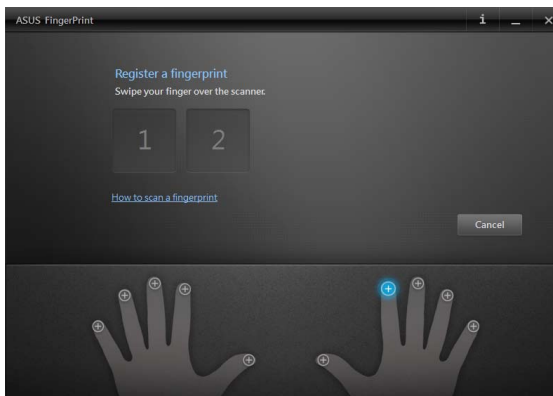 ASUS FingerPrint
Register a fingerprint
Swipe your finger over the scanner.
1 2
How to scan a fingerprint
Cancel